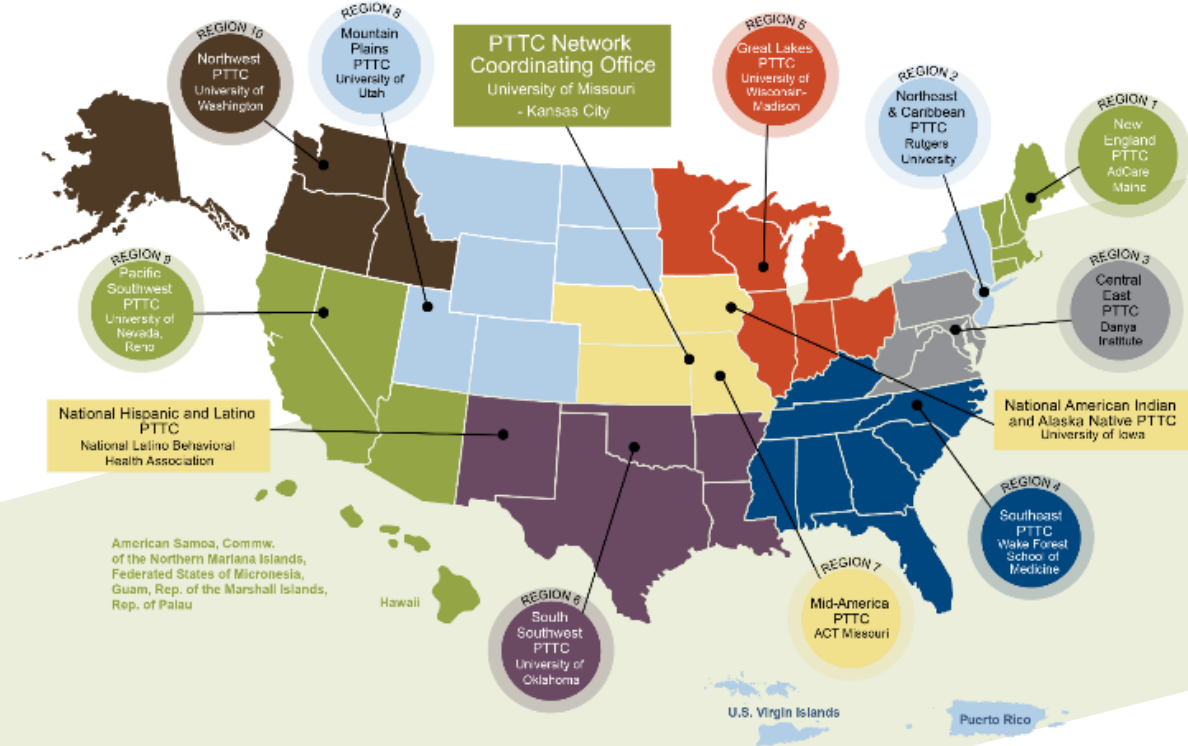 REGION 10
Northwest
PTTC
University of
Washington
REGION 8
Mountain
Plains
PTTC
University of
Utah
PTTC Network
Coordinating Office
University of Missouri
- Kansas City
REGION 5
Great Lakes
PTTC
University of
Wisconsin-
Madison
REGION 2
Northeast
& Caribbean
PTTC
Rutgers
University
REGION 1
New
England
PTTC
AdCare
Maine
REGION 9
Pacific
Southwest
PTTC
University of
Nevada,
Reno
REGION 3
Central
East
PTTC
Danya
Institute
National Hispanic and Latino
PTTC
National Latino Behavioral
Health Association
National American Indian
and Alaska Native PTTC
University of Iowa
REGION 4
Southeast
PTTC
Wake Forest
School of
Medicine
American Samoa, Commw.
of the Northern Mariana Islands,
Federated States of Micronesia,
Guam, Rep. of the Marshall Islands,
Rep. of Palau
Hawaii
REGION 6
South
Southwest
PTTC
University of
Oklahoma
REGION 7
Mid-America
PTTC
ACT Missouri
U.S. Virgin Islands
Puerto Rico